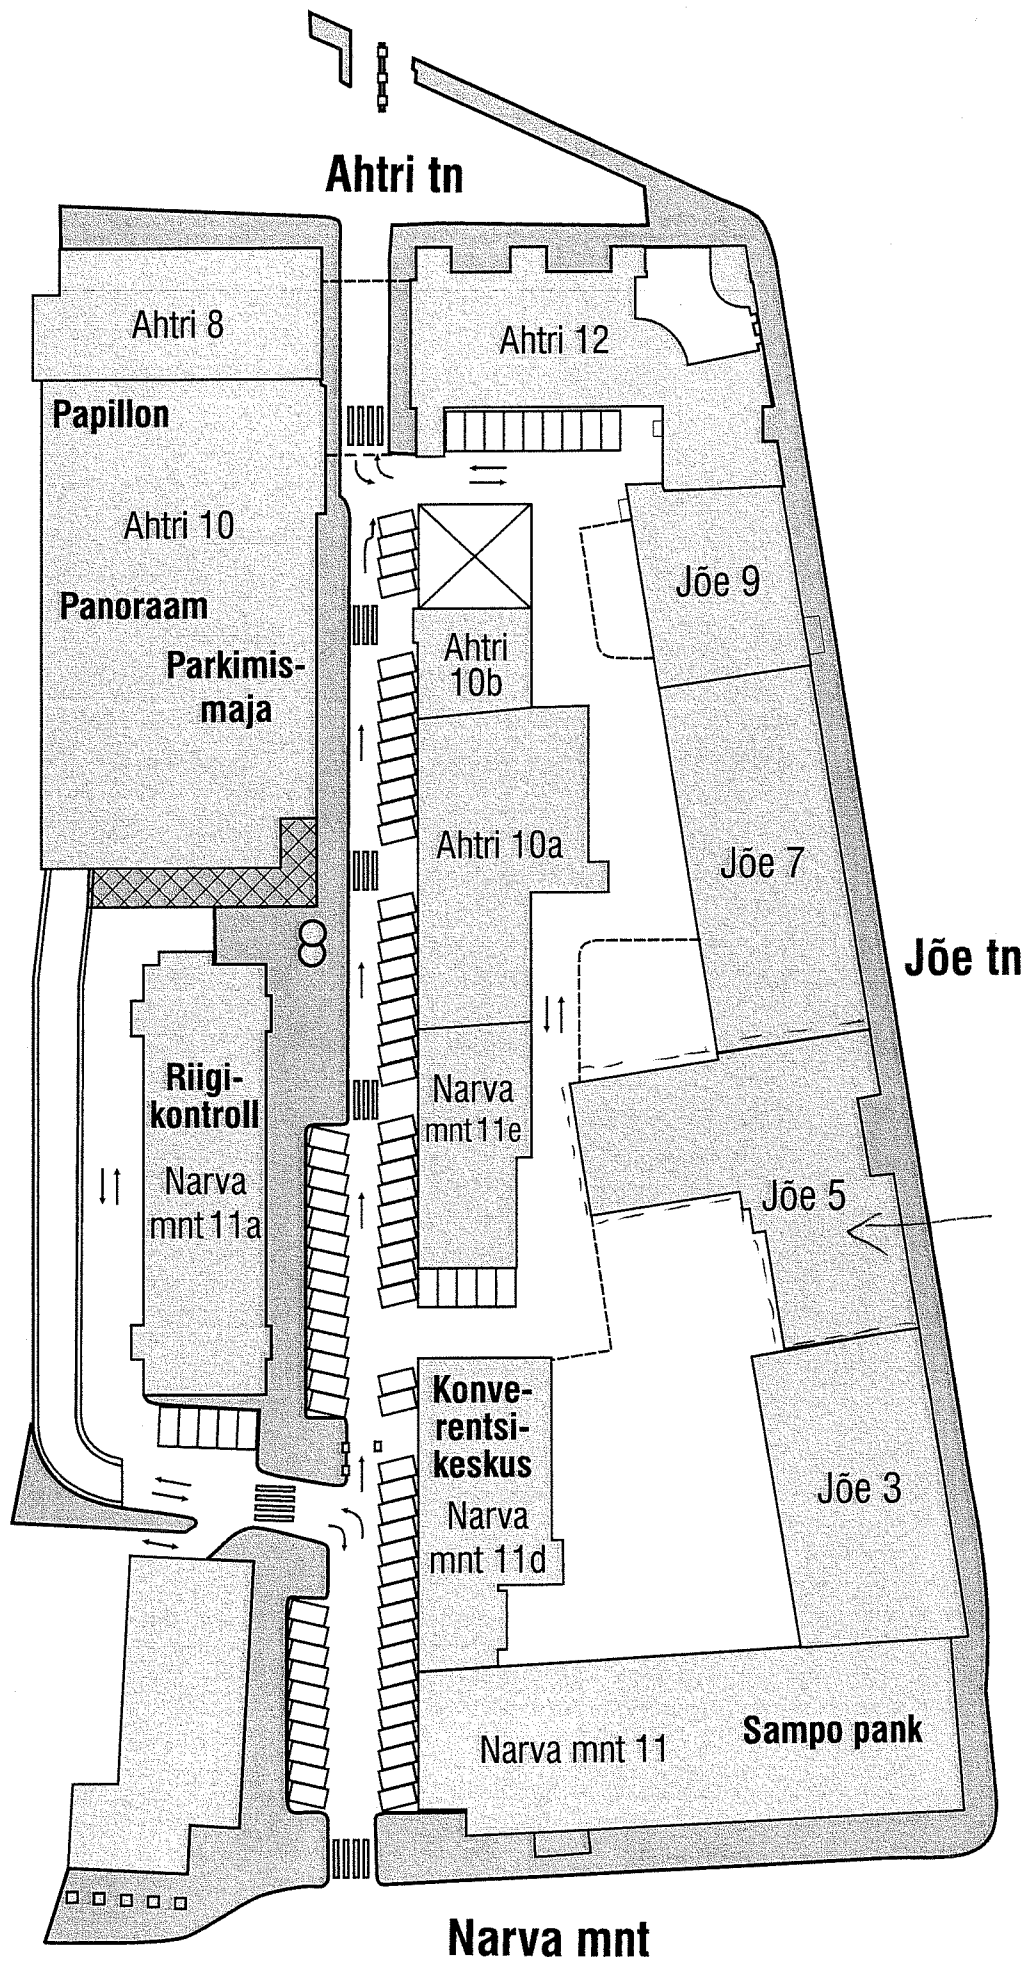 Ahtri tn
Ahtri 8
Ahtri 12
Papillon
Ahtri 10
Panoraam
Parkimis-
maja
Jõe 9
Ahtri
10b
Ahtri 10a
Jõe 7
Jõe tn
Riigi-
kontroll
Narva
mnt 11a
Narva
mnt 11e
Jõe 5
Konve-
rentsi-
keskus
Narva
mnt 11d
Jõe 3
Narva mnt 11
Sampo pank
Narva mnt